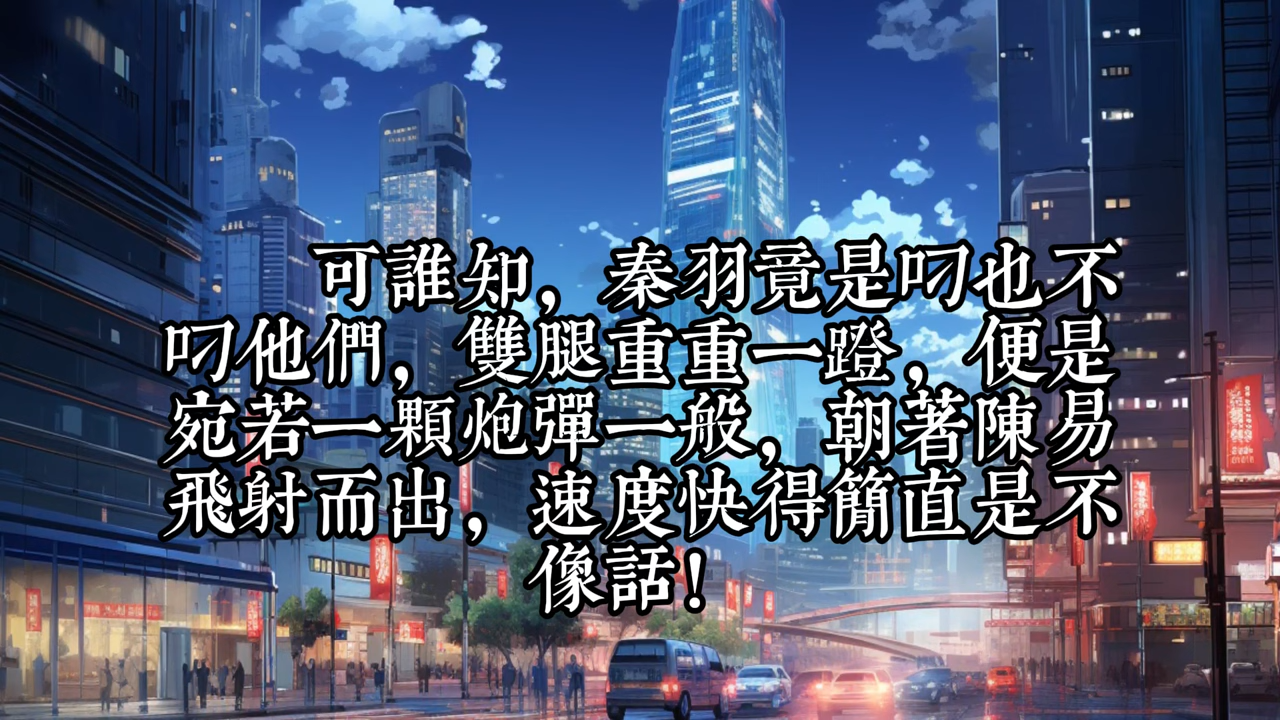 可誰知，秦羽竟是叼也不
叼他們，雙腿重重一蹬，便是
宛若一顆炮彈一般，朝著陳易
飛射而出，速度快得簡直是不
像話！